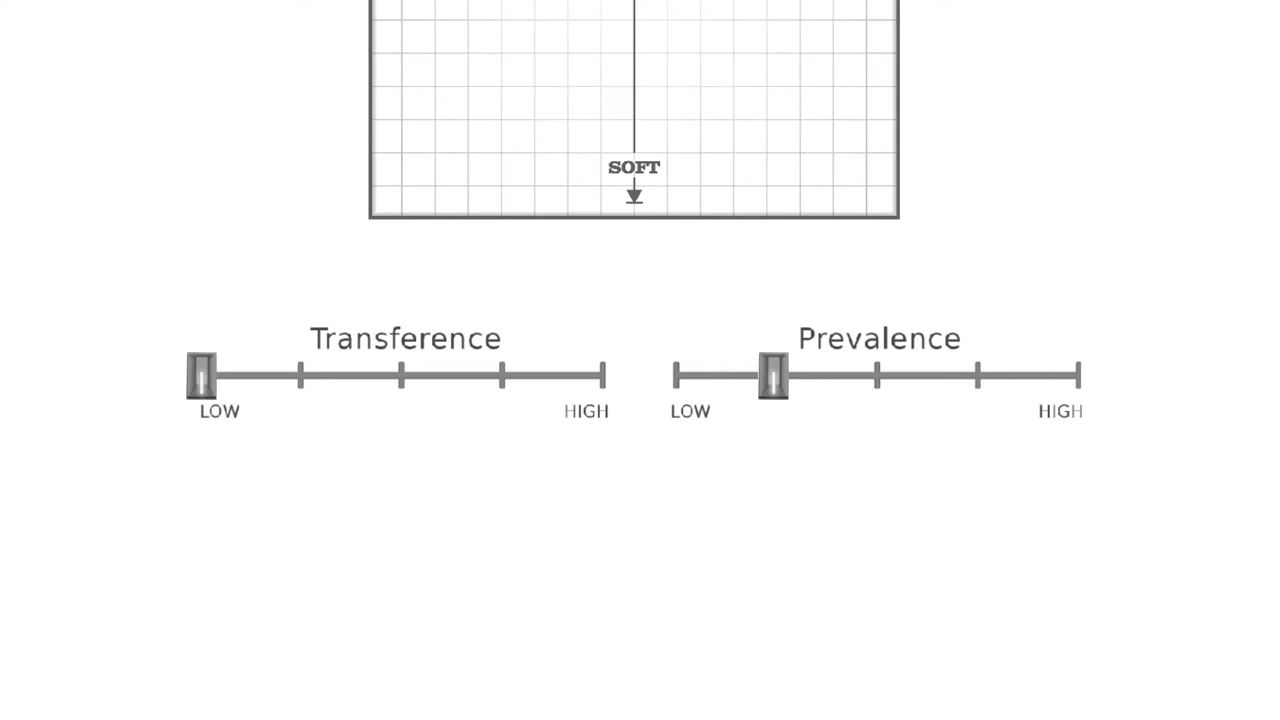 SOFT
Transference
Prevalence
LOW
HIGH
LOW
HIGH